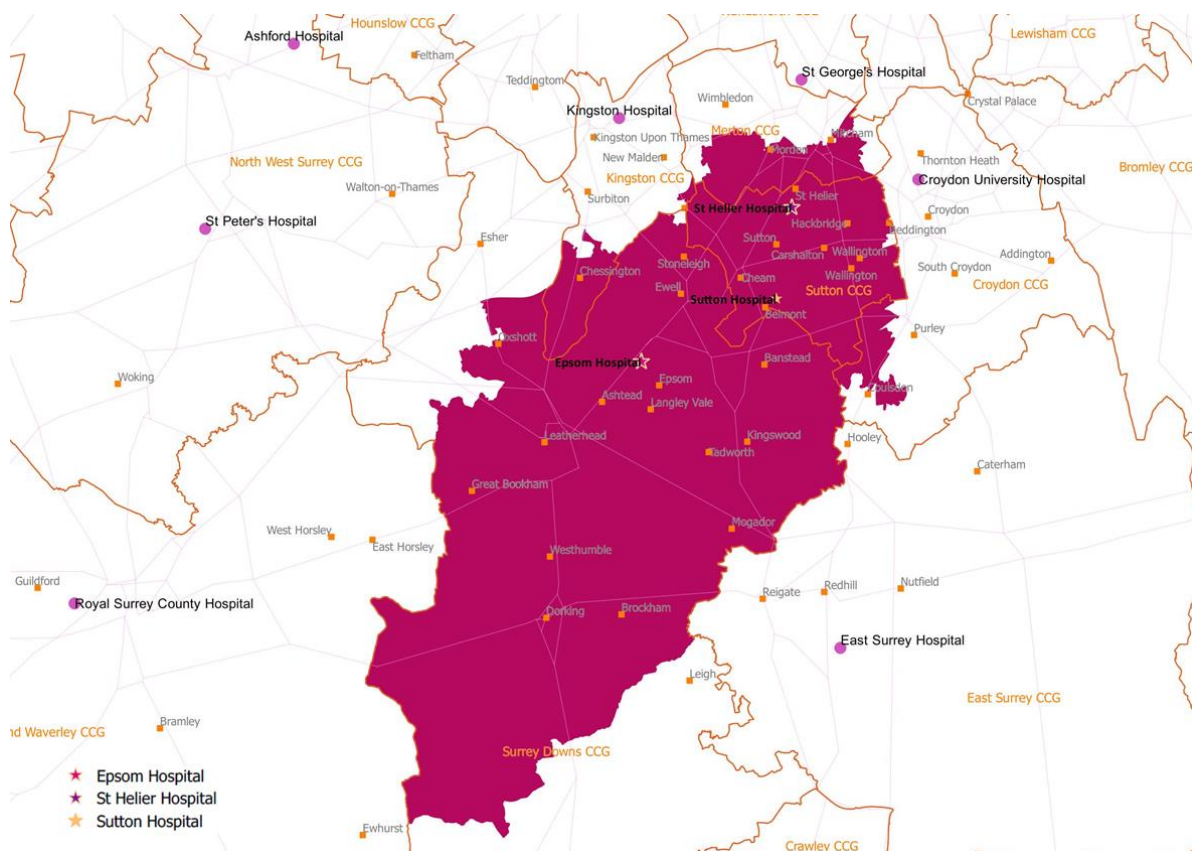 Hounslow CCG
Lewisham CCG
Ashford Hospital
Feltham
Teddington
St George's Hospital
Crystal Palace
Wimbledon
Kingston Hospital
Merton CCG
Mitcham
Kingston Upon Thames
New Malden
Morden
Thornton Heath
North West Surrey CCG
Kingston CCG
Bromley CCG
Croydon University Hospital
Walton-on-Thames
Surbiton
St Helier
St Helier Hospital
Croydon
St Peter's Hospital
Hackbridge
Beddington
Esher
Sutton
Carshalton
Wallingtom
Addington
Stoneleigh
Chessington
Cheam
Wallington
South Croydon
Croydon CCG
Ewell
Sutton Hospital
Sutton CCG
Belmont
Purley
Oxshott
Epsom Hospital
Banstead
Woking
Epsom
Coulsdon
Ashtead
Langley Vale
Leatherhead
Kingswood
Hooley
Tadworth
Caterham
Great Bookham
Mogador
West Horsley
East Horsley
Westhumble
Guildford
Royal Surrey County Hospital
Reigate
Redhill
Nutfield
Dorking
Brockham
East Surrey Hospital
Leigh
East Surrey CCG
Bramley
nd Waverley CCG
Surrey Downs CCG
Epsom Hospital
St Helier Hospital
Sutton Hospital
Ewhurst
Crawley CCG